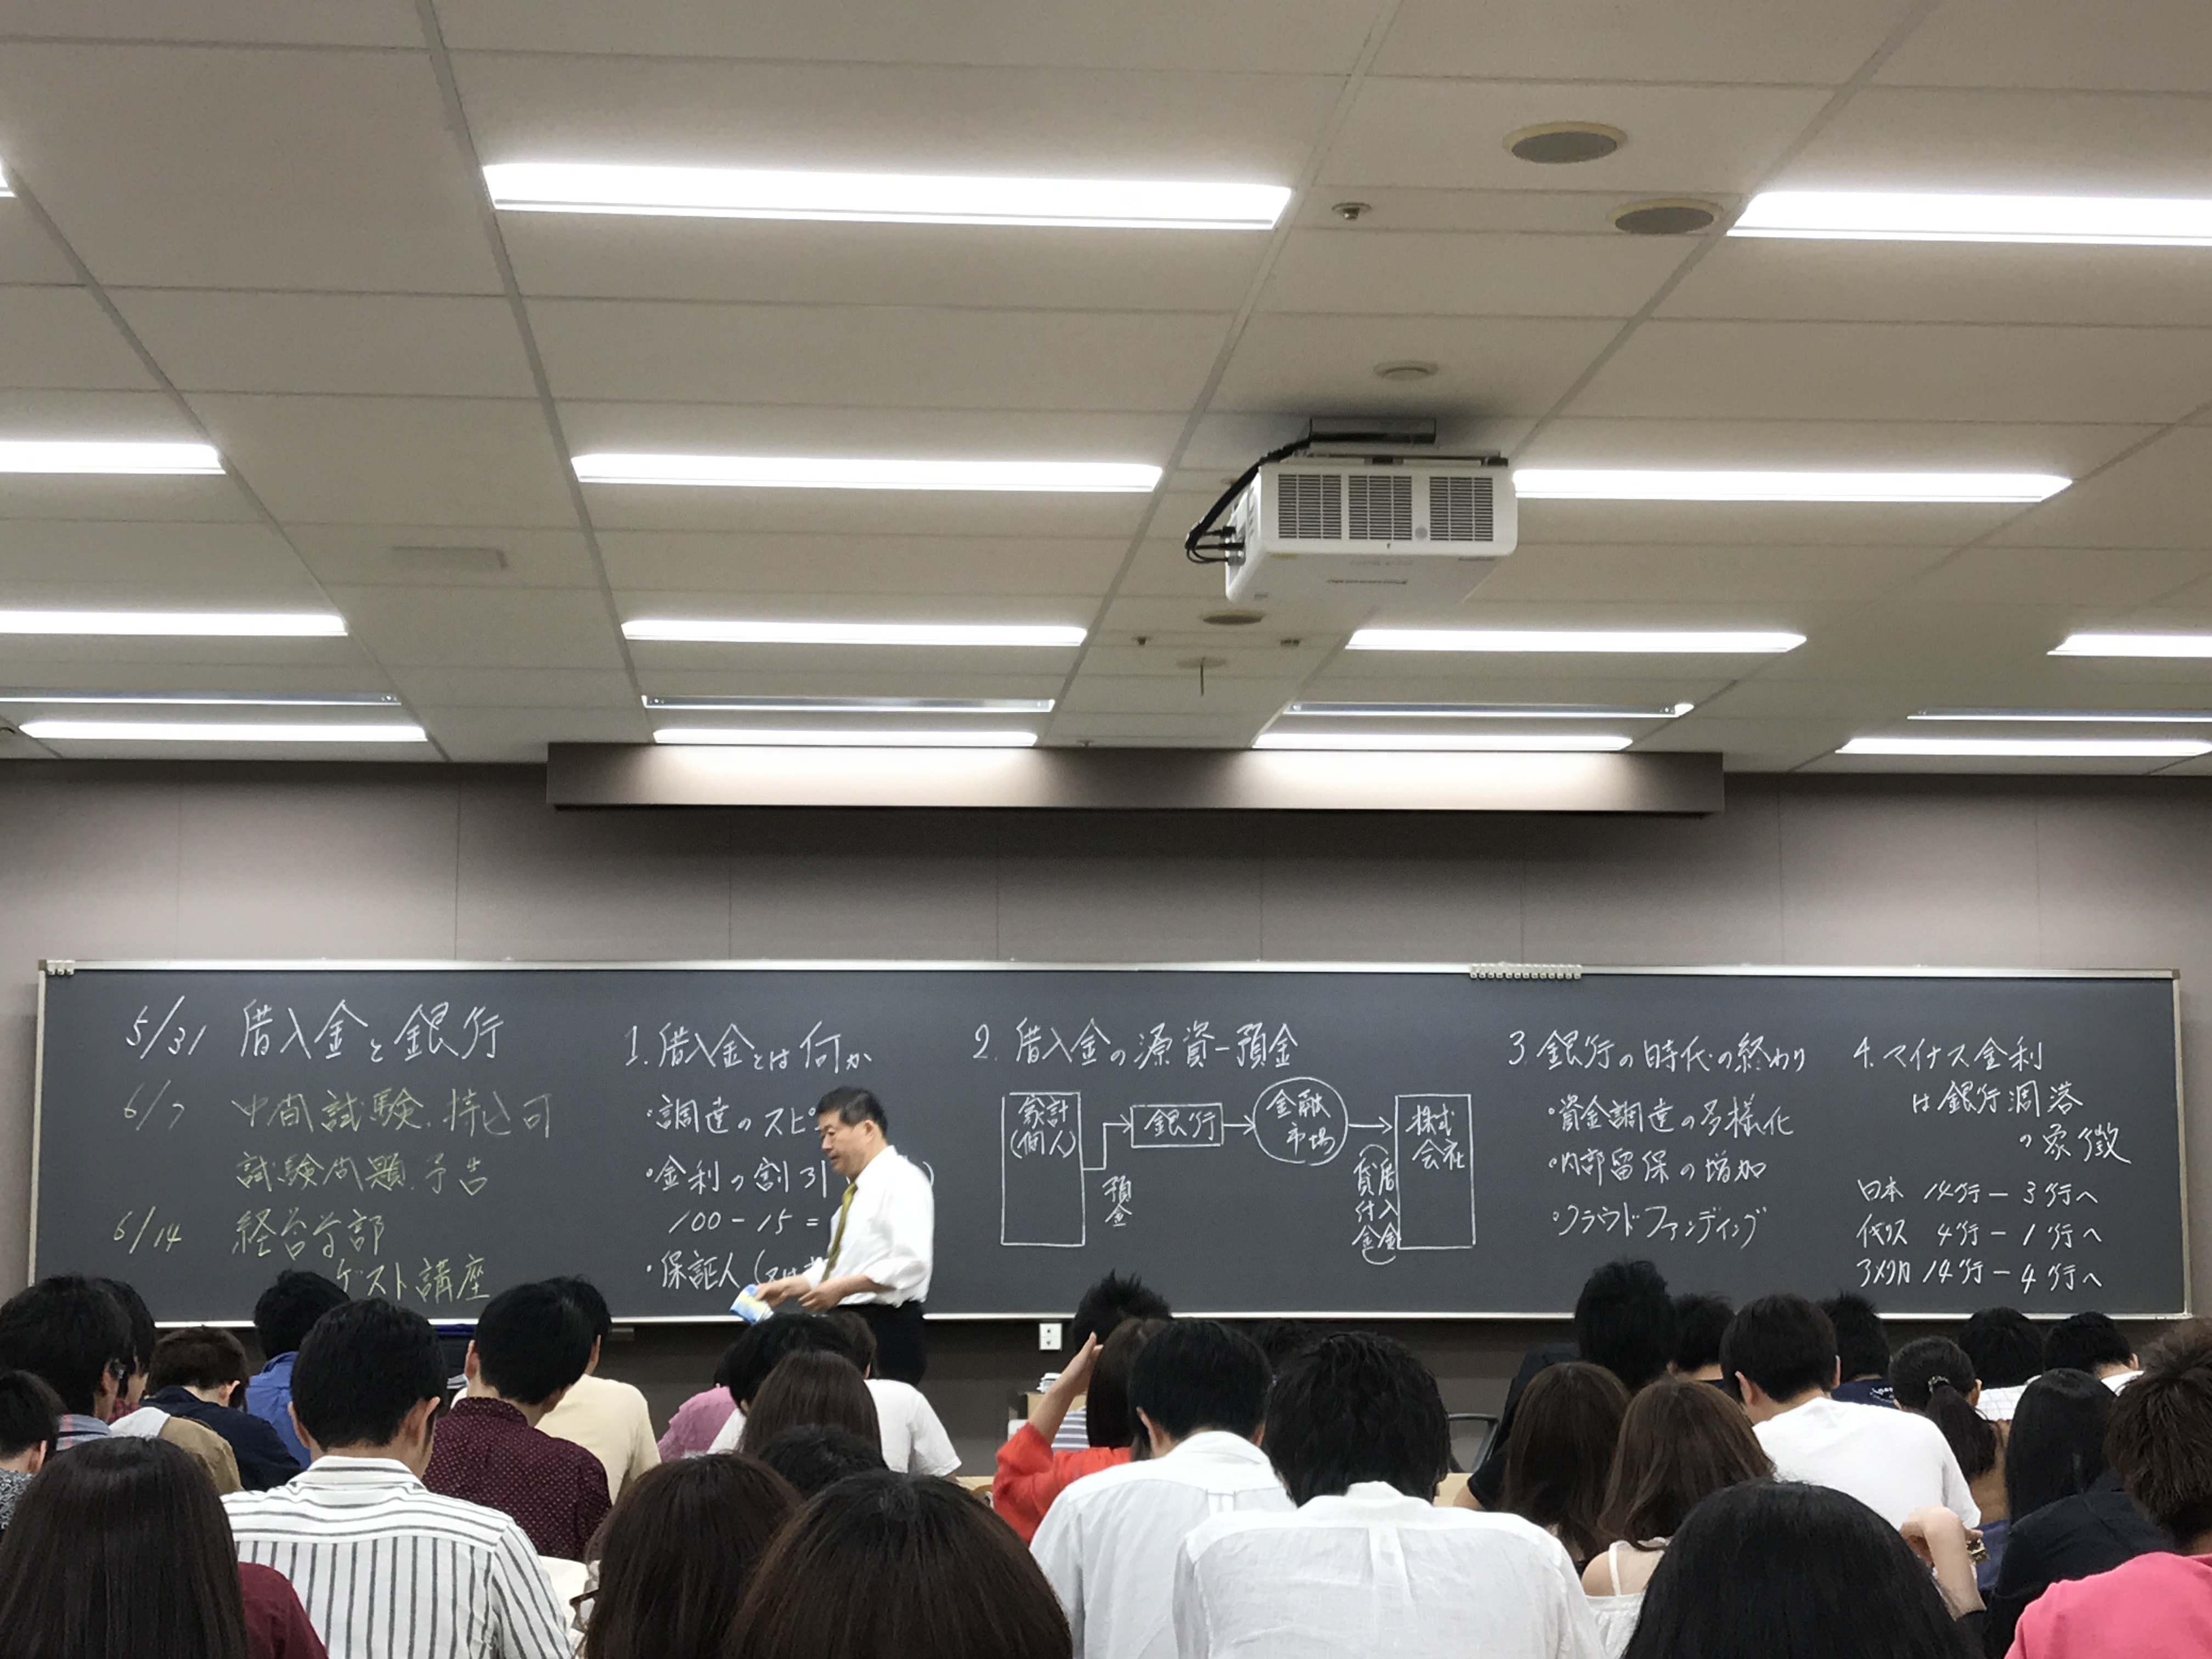 5/31 借入金と銀行
6/7 中間試験.持込可
試験問題予告
6/14 経営学部
ゲスト講座
1.借入金とは何か
・調達のスピ
・金利の割引
100-15=
・保証人(又は
2.借入金の源資-預金
家計
(個人)
預金
銀行
金融
市場
借入金
貸付金
株式
会社
3.銀行の時代の終わり
・資金調達の多様化
・内部留保の増加
・クラウドファンディング
4.マイナス金利
は銀行凋落
の象徴
日本 14行-3行へ
イギリス 4行-1行へ
アメリカ 14行-4行へ